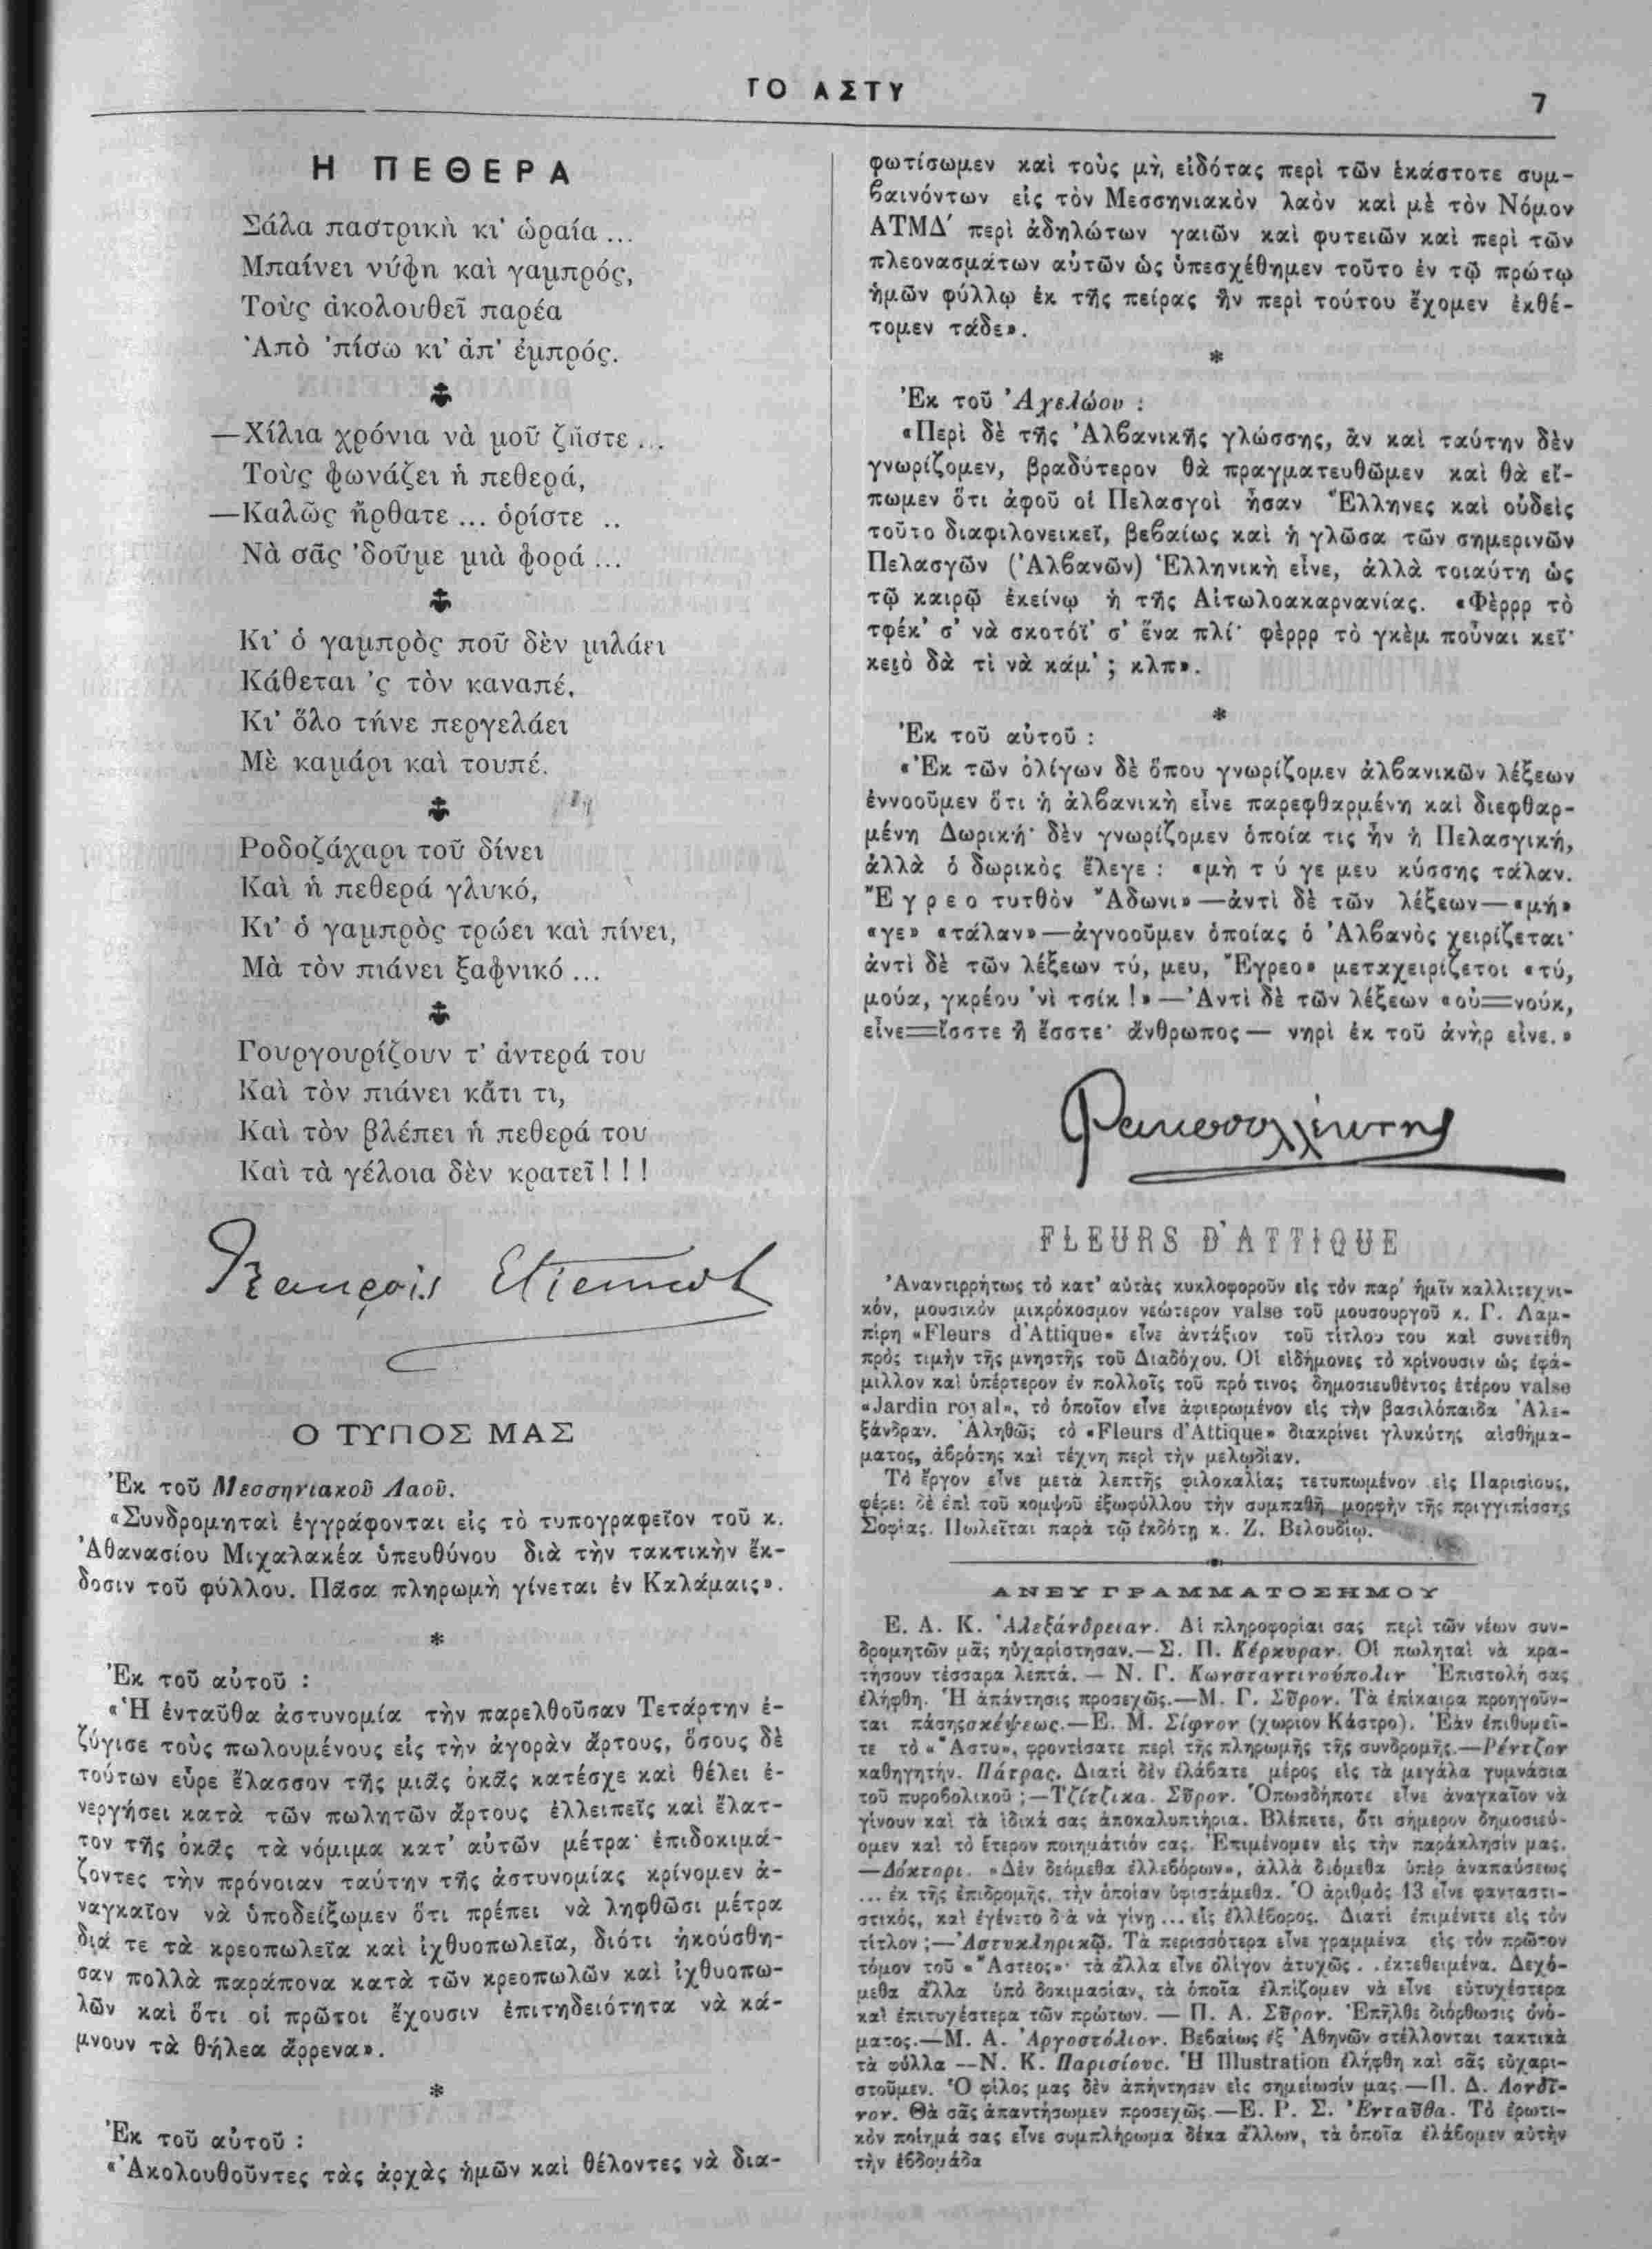 ΤΟ ΑΣΤΥ
7
Η ΠΕΘΕΡΑ
Σάλα παστρικὴ κι' ὡραία ...
Μπαίνει νύφη καὶ γαμπρός,
Τοὺς ἀκολουθεῖ παρέα
Ἀπὸ 'πίσω κι' ἀπ' ἐμπρός.
—Χίλια χρόνια νὰ μοῦ ζῆστε ...
Τοὺς φωνάζει ἡ πεθερά,
—Καλῶς ἤρθατε ... ὁρίστε ..
Νὰ σᾶς 'δοῦμε μιὰ φορά ...
Κι' ὁ γαμπρὸς ποῦ δὲν μιλάει
Κάθεται 'ς τὸν καναπέ,
Κι' ὅλο τήνε περγελάει
Μὲ καμάρι καὶ τουπέ.
Ροδοζάχαρι τοῦ δίνει
Καὶ ἡ πεθερά γλυκό,
Κι' ὁ γαμπρὸς τρώει καὶ πίνει,
Μὰ τὸν πιάνει ξαφνικό ...
Γουργουρίζουν τ' ἀντερά του
Καὶ τὸν πιάνει κἄτι τι,
Καὶ τὸν βλέπει ἡ πεθερά του
Καὶ τὰ γέλοια δὲν κρατεῖ! ! !
François
Ο ΤΥΠΟΣ ΜΑΣ
Ἐκ τοῦ Μεσσηνιακοῦ Λαοῦ.
«Συνδρομηταὶ ἐγγράφονται εἰς τὸ τυπογραφεῖον τοῦ κ.
Ἀθανασίου Μιχαλακέα ὑπευθύνου διὰ τὴν τακτικὴν ἔκ-
δοσιν τοῦ φύλλου. Πᾶσα πληρωμὴ γίνεται ἐν Καλάμαις».
*
Ἐκ τοῦ αὐτοῦ :
«Ἡ ἐνταῦθα ἀστυνομία τὴν παρελθοῦσαν Τετάρτην ἐ-
ζύγισε τοὺς πωλουμένους εἰς τὴν ἀγορὰν ἄρτους, ὅσους δὲ
τούτων εὗρε ἔλασσον τῆς μιᾶς ὀκᾶς κατέσχε καὶ θέλει ἐ-
νεργήσει κατὰ τῶν πωλητῶν ἄρτους ἐλλειπεῖς καὶ ἔλατ-
τον τῆς ὀκᾶς τὰ νόμιμα κατ' αὐτῶν μέτρα· ἐπιδοκιμά-
ζοντες τὴν πρόνοιαν ταύτην τῆς ἀστυνομίας κρίνομεν ἀ-
ναγκαῖον νὰ ὑποδείξωμεν ὅτι πρέπει νὰ ληφθῶσι μέτρα
διά τε τὰ κρεοπωλεῖα καὶ ἰχθυοπωλεῖα, διότι ἠκούσθη-
σαν πολλὰ παράπονα κατὰ τῶν κρεοπωλῶν καὶ ἰχθυοπω-
λῶν καὶ ὅτι οἱ πρῶτοι ἔχουσιν ἐπιτηδειότητα νὰ κά-
μνουν τὰ θήλεα ἄρρενα».
*
Ἐκ τοῦ αὐτοῦ :
«Ἀκολουθοῦντες τὰς ἀρχὰς ἡμῶν καὶ θέλοντες νὰ δια-
φωτίσωμεν καὶ τοὺς μὴ εἰδότας περὶ τῶν ἑκάστοτε συμ-
βαινόντων εἰς τὸν Μεσσηνιακὸν λαὸν καὶ μὲ τὸν Νόμον
ΑΤΜΔ΄ περὶ ἀδηλώτων γαιῶν καὶ φυτειῶν καὶ περὶ τῶν
πλεονασμάτων αὐτῶν ὡς ὑπεσχέθημεν τοῦτο ἐν τῷ πρώτῳ
ἡμῶν φύλλῳ ἐκ τῆς πείρας ἣν περὶ τούτου ἔχομεν ἐκθέ-
τομεν τάδε».
*
Ἐκ τοῦ Ἀχελώου :
«Περὶ δὲ τῆς Ἀλβανικῆς γλώσσης, ἂν καὶ ταύτην δὲν
γνωρίζομεν, βραδύτερον θὰ πραγματευθῶμεν καὶ θὰ εἴ-
πωμεν ὅτι ἀφοῦ οἱ Πελασγοὶ ἦσαν Ἕλληνες καὶ οὐδεὶς
τοῦτο διαφιλονεικεῖ, βεβαίως καὶ ἡ γλῶσα τῶν σημερινῶν
Πελασγῶν (Ἀλβανῶν) Ἑλληνικὴ εἶνε, ἀλλὰ τοιαύτη ὡς
τῷ καιρῷ ἐκείνῳ ἡ τῆς Αἰτωλοακαρνανίας. «Φὲρρρ τὸ
τφέκ' σ' νὰ σκοτόϊ' σ' ἕνα πλί· φὲρρρ τὸ γκὲμ ποὖναι κεῖ·
κειὸ δὰ τὶ νὰ κάμ' ; κλπ».
*
Ἐκ τοῦ αὐτοῦ :
«Ἐκ τῶν ὀλίγων δὲ ὅπου γνωρίζομεν ἀλβανικῶν λέξεων
ἐννοοῦμεν ὅτι ἡ ἀλβανικὴ εἶνε παρεφθαρμένη καὶ διεφθαρ-
μένη Δωρική· δὲν γνωρίζομεν ὁποία τις ἦν ἡ Πελασγική,
ἀλλὰ ὁ δωρικὸς ἔλεγε : «μὴ τ ύ γε μευ κύσσης τάλαν.
Ἔ γ ρ ε ο τυτθὸν Ἄδωνι»—ἀντὶ δὲ τῶν λέξεων—«μή»
«γε» «τάλαν»—ἀγνοοῦμεν ὁποίας ὁ Ἀλβανὸς χειρίζεται·
ἀντὶ δὲ τῶν λέξεων τύ, μευ, Ἔγρεο» μεταχειρίζετοι «τύ,
μούα, γκρέου 'νὶ τσίκ !»—Ἀντὶ δὲ τῶν λέξεων «οὐ=νούκ,
εἶνε=ἴσστε ἢ ἔσστε· ἄνθρωπος— νηρὶ ἐκ τοῦ ἀνὴρ εἶνε.»
FLEURS D'ATTIQUE
Ἀναντιρρήτως τὸ κατ' αὐτὰς κυκλοφοροῦν εἰς τὸν παρ' ἡμῖν καλλιτεχνι-
κόν, μουσικὸν μικρόκοσμον νεώτερον valse τοῦ μουσουργοῦ κ. Γ. Λαμ-
πίρη «Fleurs d'Attique» εἶνε ἀντάξιον τοῦ τίτλου του καὶ συνετέθη
πρὸς τιμὴν τῆς μνηστῆς τοῦ Διαδόχου. Οἱ εἰδήμονες τὸ κρίνουσιν ὡς ἐφά-
μιλλον καὶ ὑπέρτερον ἐν πολλοῖς τοῦ πρό τινος δημοσιευθέντος ἑτέρου valse
«Jardin royal», τὸ ὁποῖον εἶνε ἀφιερωμένον εἰς τὴν βασιλόπαιδα Ἀλε-
ξάνδραν. Ἀληθῶς τὸ «Fleurs d'Attique» διακρίνει γλυκύτης αἰσθήμα-
ματος, ἁβρότης καὶ τέχνη περὶ τὴν μελῳδίαν.
Τὸ ἔργον εἶνε μετὰ λεπτῆς φιλοκαλίας τετυπωμένον εἰς Παρισίους,
φέρει δὲ ἐπὶ τοῦ κομψοῦ ἐξωφύλλου τὴν συμπαθῆ μορφὴν τῆς πριγγιπίσσης
Σοφίας. Πωλεῖται παρὰ τῷ ἐκδότῃ κ. Ζ. Βελουδίῳ.
ΑΝΕΥ ΓΡΑΜΜΑΤΟΣΗΜΟΥ
Ε. Α. Κ. Ἀλεξάνδρειαν. Αἱ πληροφορίαι σας περὶ τῶν νέων συν-
δρομητῶν μᾶς ηὐχαρίστησαν.—Σ. Π. Κέρκυραν. Οἱ πωληταὶ νὰ κρα-
τήσουν τέσσαρα λεπτά. — Ν. Γ. Κωνσταντινούπολιν Ἐπιστολή σας
ἐλήφθη. Ἡ ἀπάντησις προσεχῶς.—Μ. Γ. Σῦρον. Τὰ ἐπίκαιρα προηγοῦν-
ται πάσης σκέψεως.—Ε. Μ. Σίφνον (χωρίον Κάστρο). Ἐὰν ἐπιθυμεῖ-
τε τὸ «Ἄστυ», φροντίσατε περὶ τῆς πληρωμῆς τῆς συνδρομῆς.—Ρέντζον
καθηγητήν. Πάτρας. Διατί δὲν ἐλάβατε μέρος εἰς τὰ μεγάλα γυμνάσια
τοῦ πυροβολικοῦ ;—Τζίτζικα. Σῦρον. Ὁπωσδήποτε εἶνε ἀναγκαῖον νὰ
γίνουν καὶ τὰ ἰδικά σας ἀποκαλυπτήρια. Βλέπετε, ὅτι σήμερον δημοσιεύ-
ομεν καὶ τὸ ἕτερον ποιημάτιόν σας. Ἐπιμένομεν εἰς τὴν παράκλησίν μας.
—Δόκτορι. «Δὲν δεόμεθα ἐλλεβόρων», ἀλλὰ δεόμεθα ὑπὲρ ἀναπαύσεως
... ἐκ τῆς ἐπιδρομῆς, τὴν ὁποίαν ὑφιστάμεθα. Ὁ ἀριθμὸς 13 εἶνε φανταστι-
στικός, καὶ ἐγένετο διὰ νὰ γίνῃ ... εἷς ἐλλέβορος. Διατί ἐπιμένετε εἰς τὸν
τίτλον ;—Ἀστυκληρικῷ. Τὰ περισσότερα εἶνε γραμμένα εἰς τὸν πρῶτον
τόμον τοῦ «Ἄστεος»· τὰ ἄλλα εἶνε ὀλίγον ἀτυχῶς . . ἐκτεθειμένα. Δεχό-
μεθα ἄλλα ὑπὸ δοκιμασίαν, τὰ ὁποῖα ἐλπίζομεν νὰ εἶνε εὐτυχέστερα
καὶ ἐπιτυχέστερα τῶν πρώτων. — Π. Α. Σῦρον. Ἐπῆλθε διόρθωσις ὀνό-
ματος.—Μ. Α. Ἀργοστόλιον. Βεβαίως ἐξ Ἀθηνῶν στέλλονται τακτικὰ
τὰ φύλλα —Ν. Κ. Παρισίους. Ἡ Illustration ἐλήφθη καὶ σᾶς εὐχαρι-
στοῦμεν. Ὁ φίλος μας δὲν ἀπήντησεν εἰς σημείωσίν μας.—Π. Δ. Λονδῖ-
νον. Θὰ σᾶς ἀπαντήσωμεν προσεχῶς.—Ε. Ρ. Σ. Ἐνταῦθα. Τὸ ἐρωτι-
κὸν ποίημά σας εἶνε συμπλήρωμα δέκα ἄλλων, τὰ ὁποῖα ἐλάβομεν αὐτὴν
τὴν ἑβδομάδα